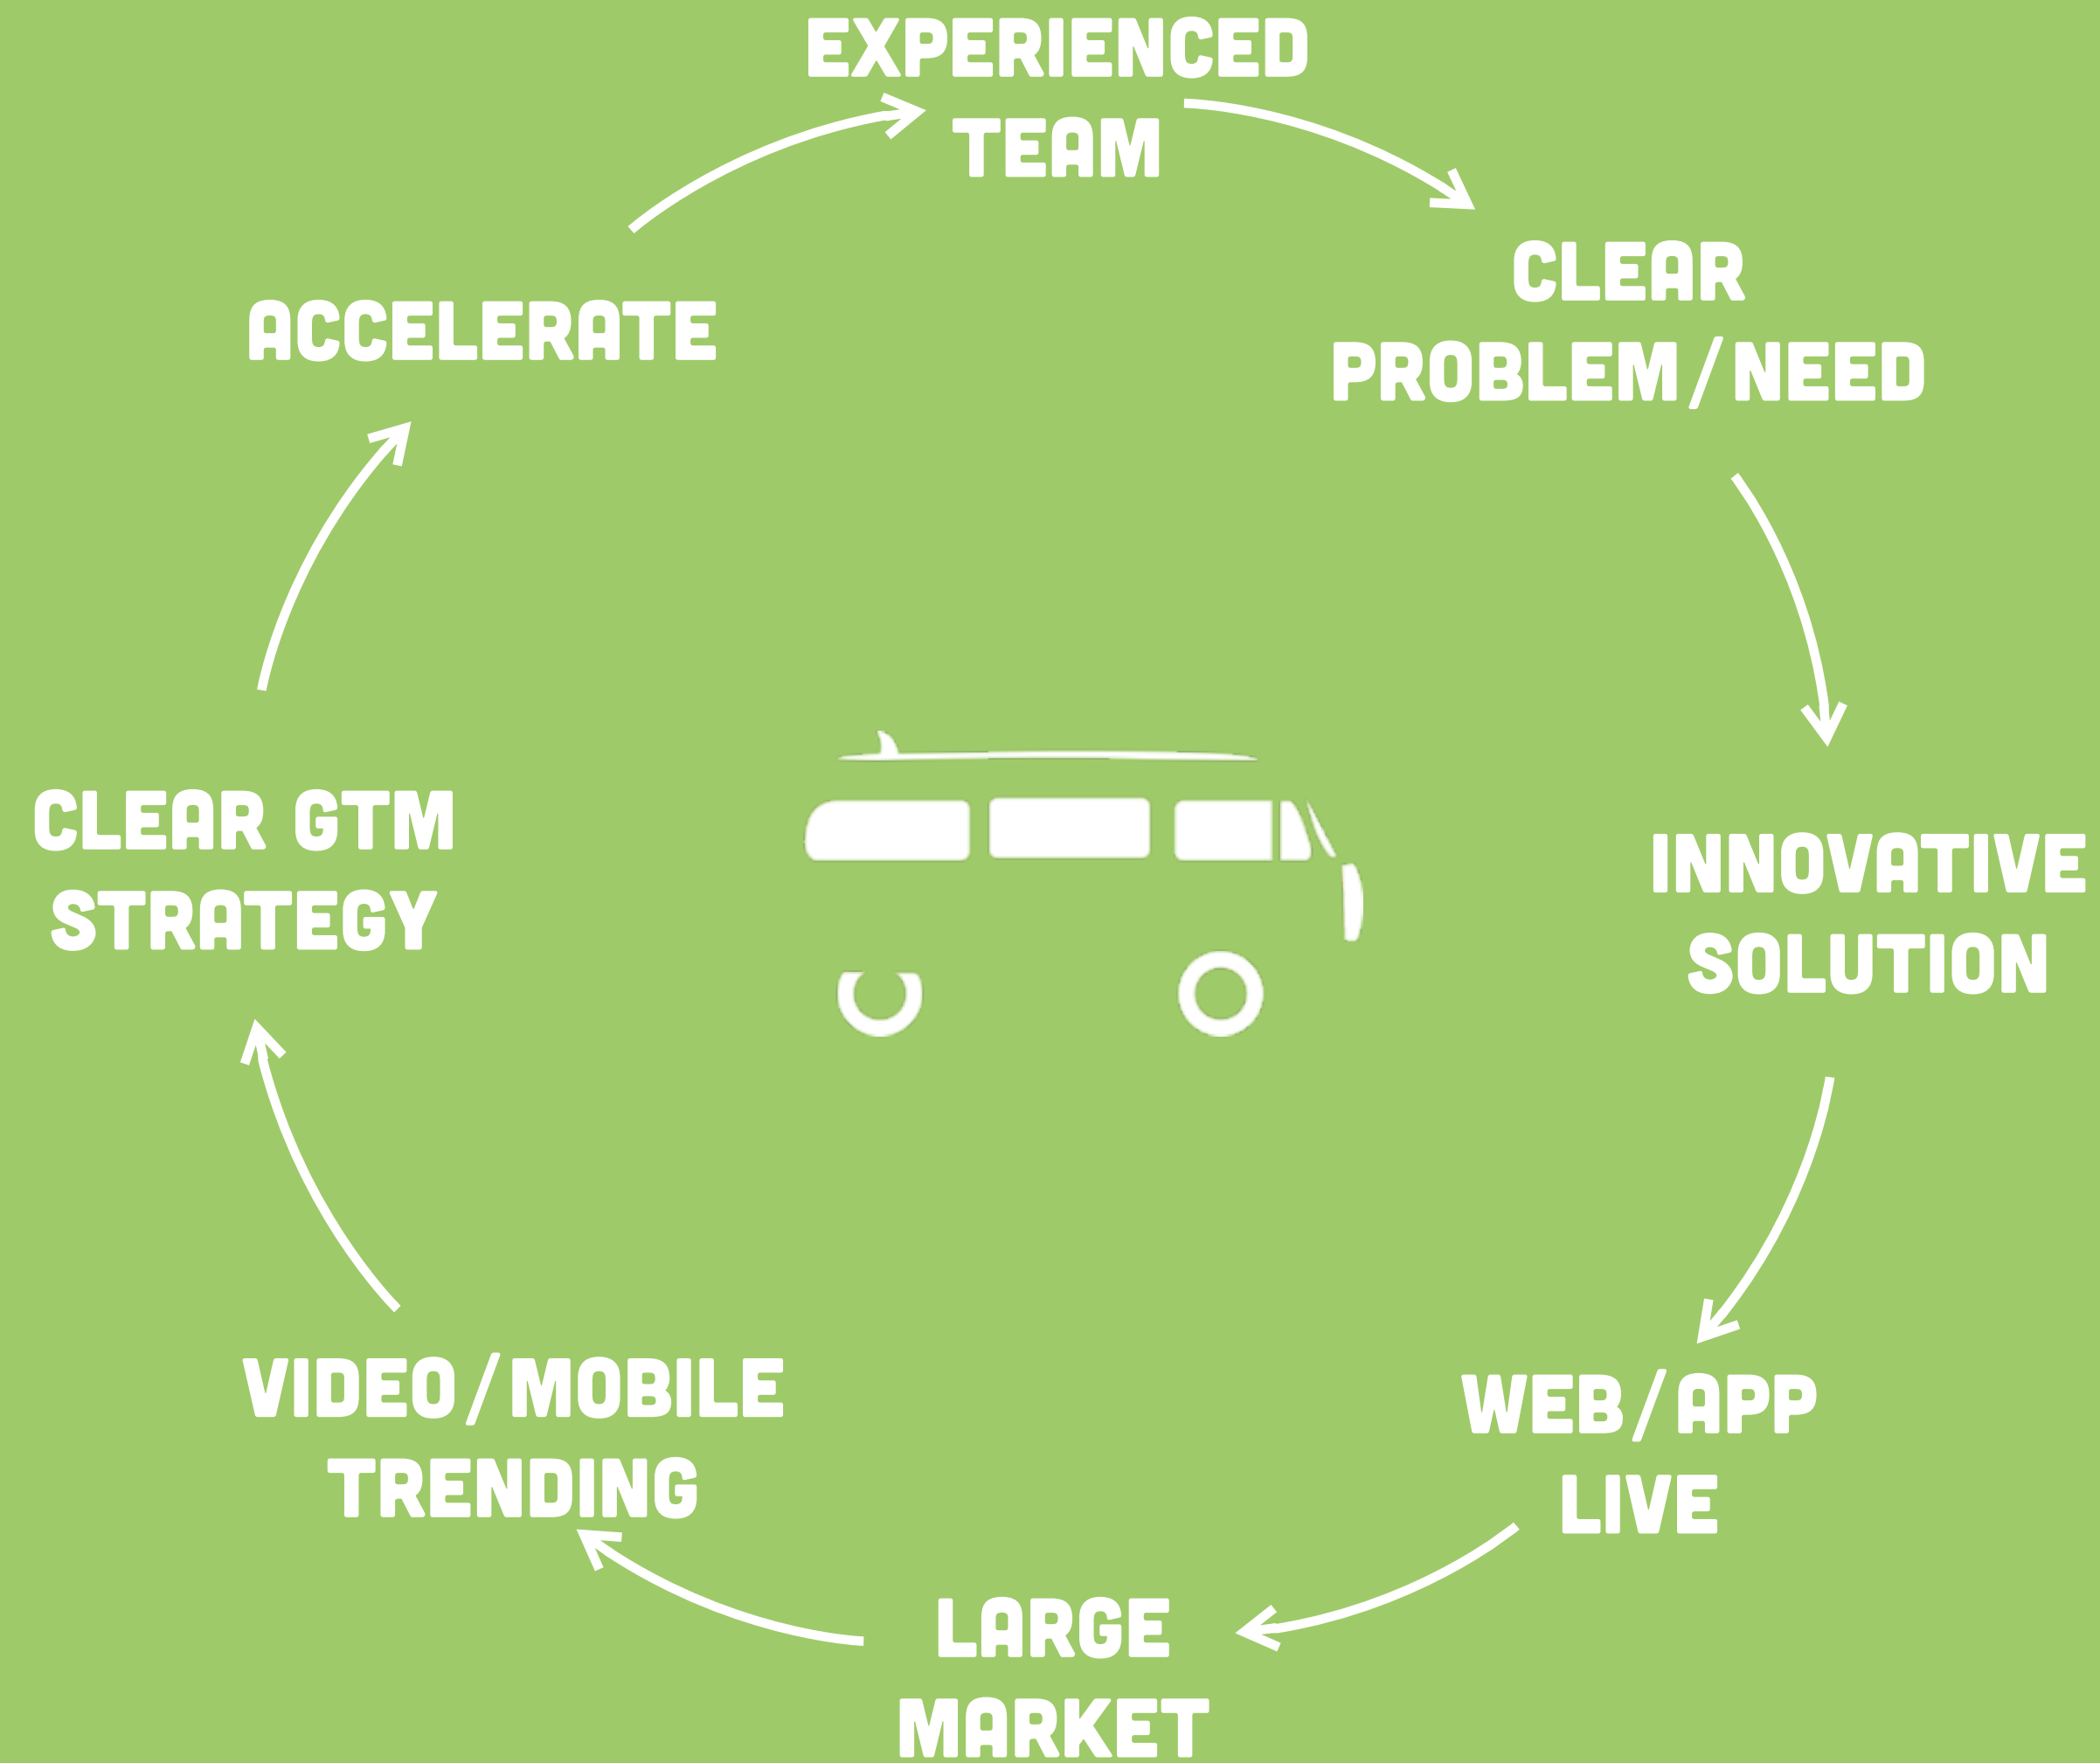 EXPERIENCED
TEAM
CLEAR
PROBLEM/NEED
INNOVATIVE
SOLUTION
WEB/APP
LIVE
LARGE
MARKET
VIDEO/MOBILE
TRENDING
CLEAR GTM
STRATEGY
ACCELERATE